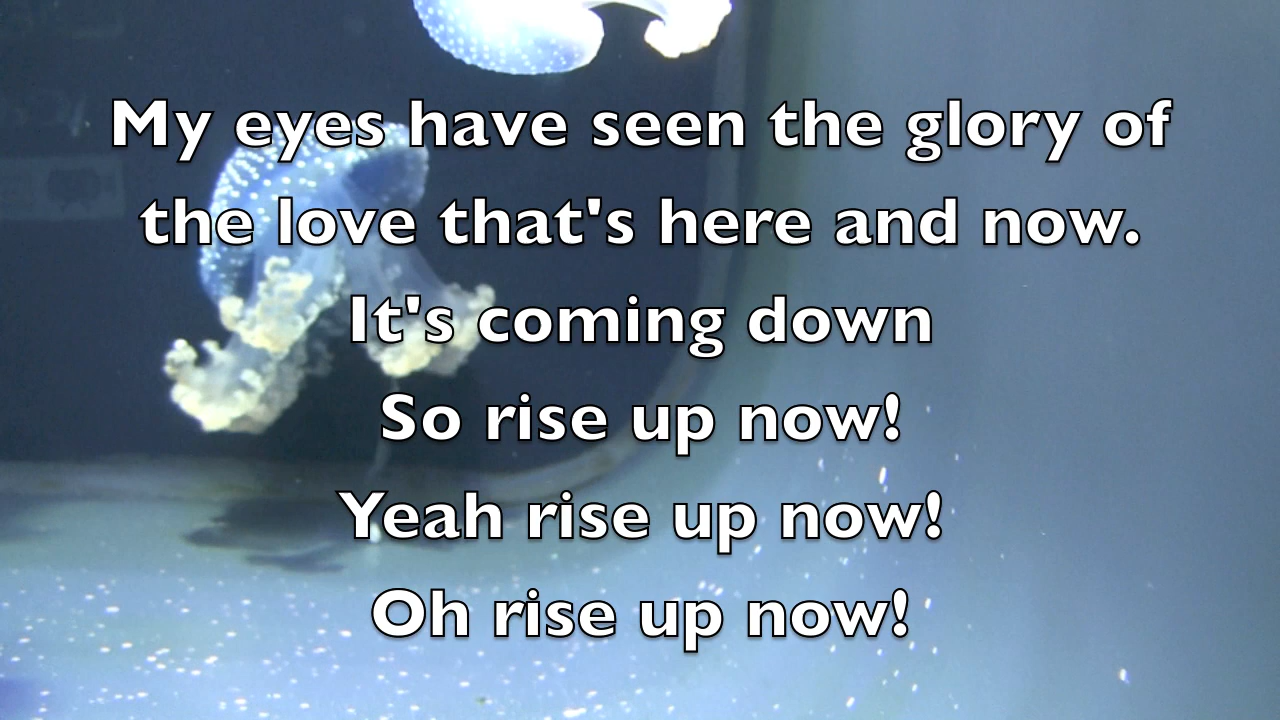 My eyes have seen the glory of
the love that's here and now.
It's coming down
So rise up now!
Yeah rise up now!
Oh rise up now!